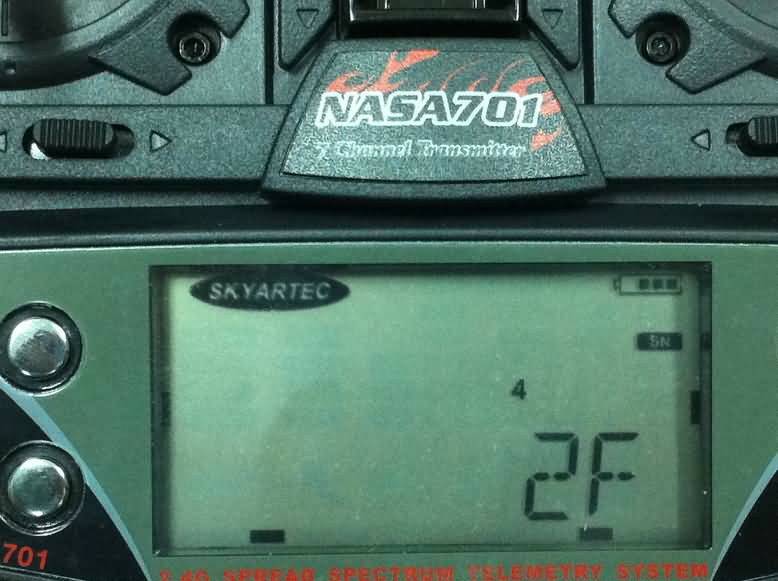 NASA701
7 Channel Transmitter
SKYARTEC
SN
4
2F
701
2.4G SPREAD SPECTRUM TELEMETRY SYSTEM